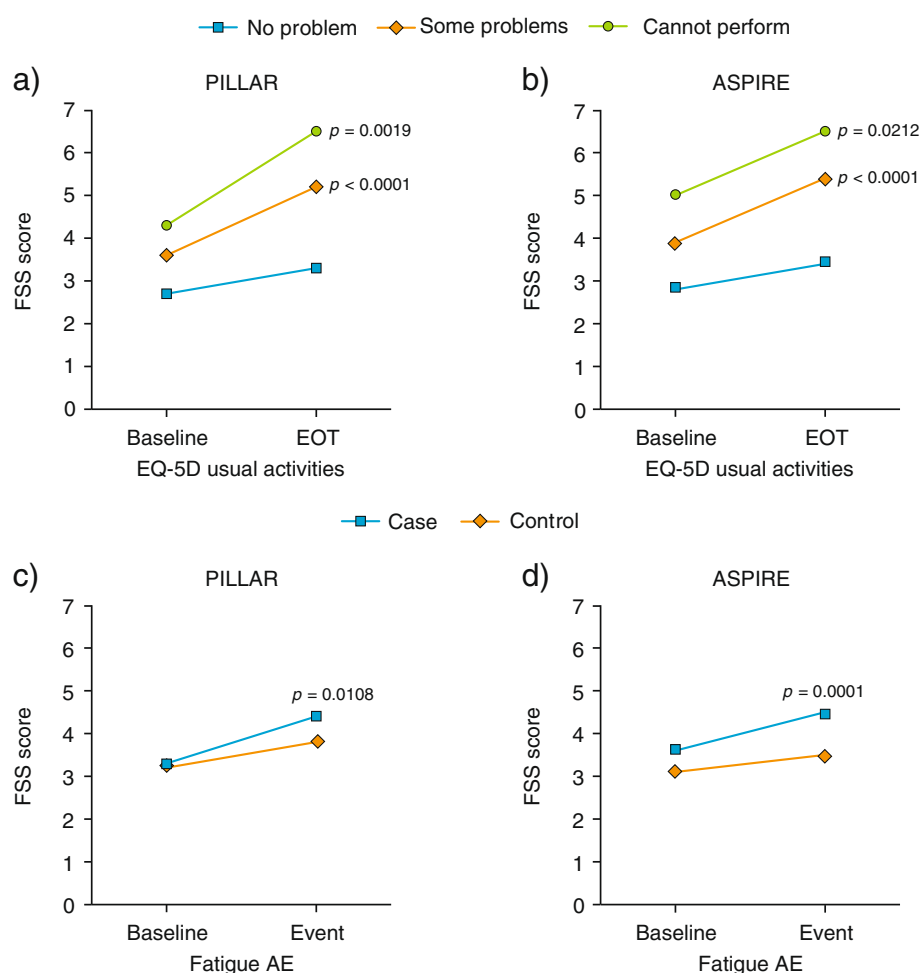 No problem Some problems Cannot perform
a) PILLAR
7
6
5
4
3
2
1
0
FSS score
p = 0.0019
p < 0.0001
Baseline EOT
EQ-5D usual activities
b) ASPIRE
7
6
5
4
3
2
1
0
FSS score
p = 0.0212
p < 0.0001
Baseline EOT
EQ-5D usual activities
Case Control
c) PILLAR
7
6
5
4
3
2
1
0
FSS score
p = 0.0108
Baseline Event
Fatigue AE
d) ASPIRE
7
6
5
4
3
2
1
0
FSS score
p = 0.0001
Baseline Event
Fatigue AE